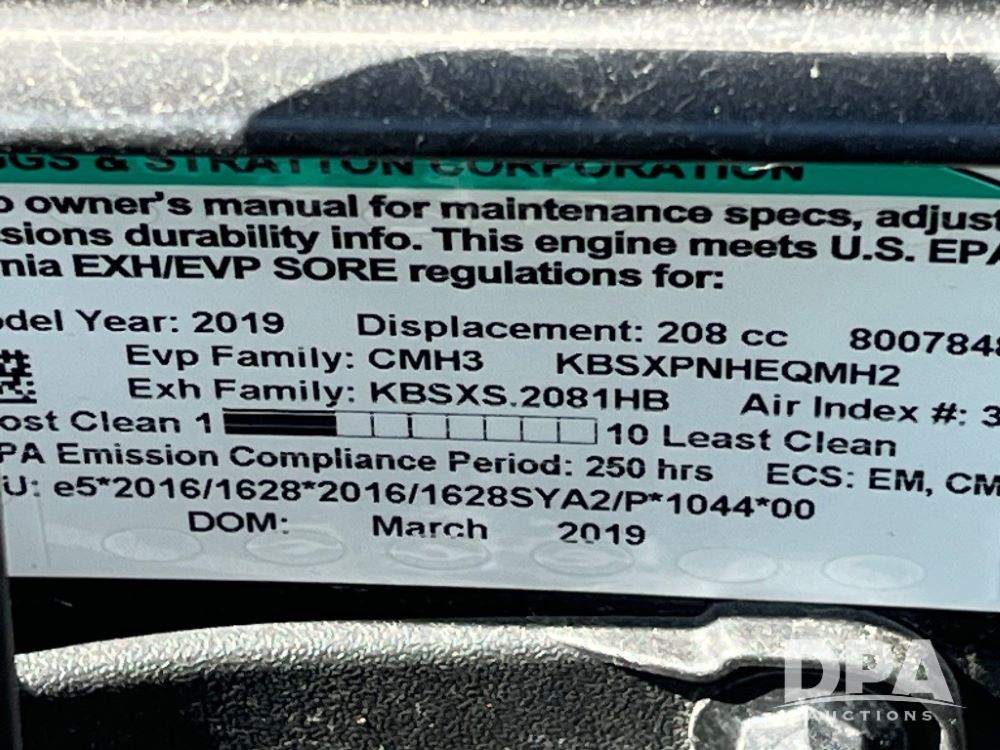 GGS & STRATTON CORPORATION
o owner's manual for maintenance specs, adjust
sions durability info. This engine meets U.S. EPA
nia EXH/EVP SORE regulations for:
odel Year: 2019 Displacement: 208 cc 800784
Evp Family: CMH3 KBSXPNHEQMH2
Exh Family: KBSXS.2081HB Air Index #: 3
ost Clean 1 10 Least Clean
PA Emission Compliance Period: 250 hrs ECS: EM, CM
U: e5*2016/1628*2016/1628SYA2/P*1044*00
DOM: March 2019
DPA
AUCTIONS